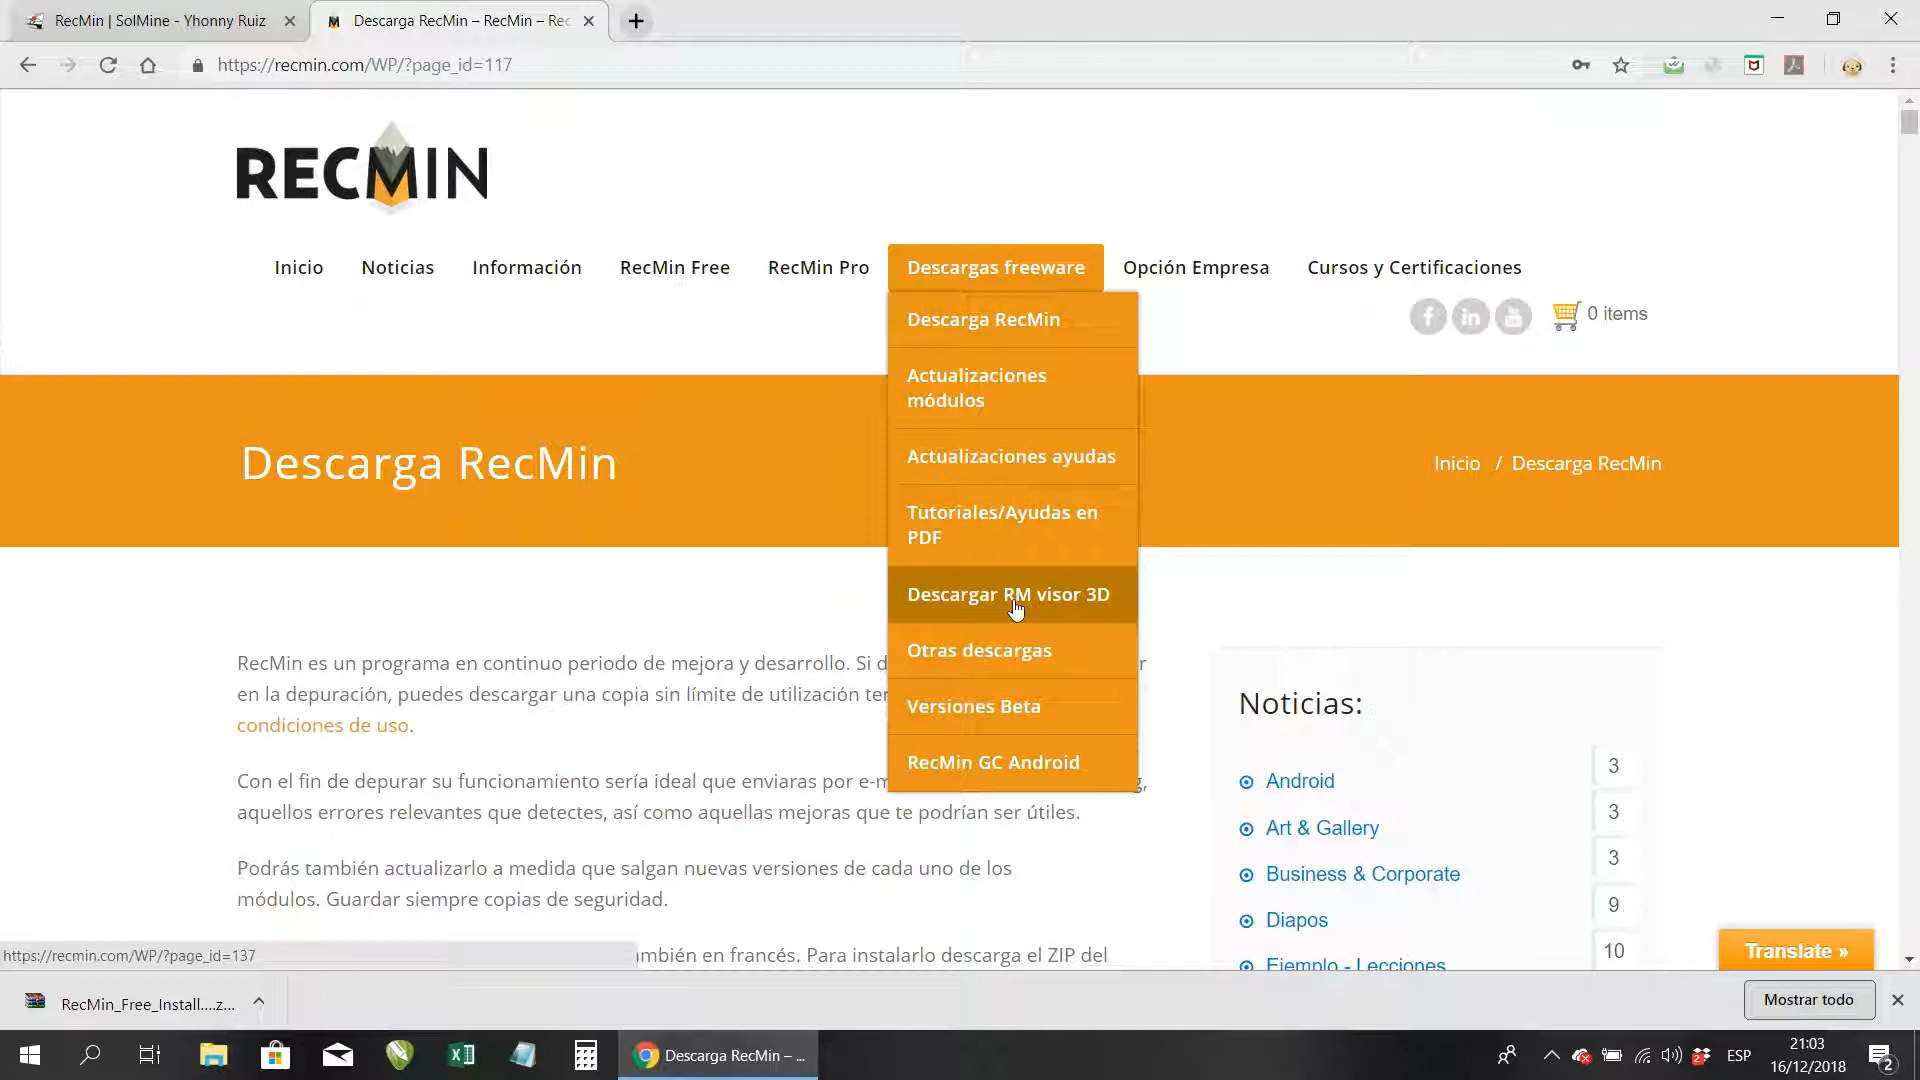 RecMin | SolMine - Yhonny Ruiz
Descarga RecMin – RecMin – Rec
https://recmin.com/WP/?page_id=117
RECMIN
Inicio
Noticias
Información
RecMin Free
RecMin Pro
Descargas freeware
Opción Empresa
Cursos y Certificaciones
0 items
Descarga RecMin
Actualizaciones
módulos
Actualizaciones ayudas
Tutoriales/Ayudas en
PDF
Descargar RM visor 3D
Otras descargas
Versiones Beta
RecMin GC Android
Descarga RecMin
Inicio / Descarga RecMin
RecMin es un programa en continuo periodo de mejora y desarrollo. Si d
en la depuración, puedes descargar una copia sin límite de utilización
condiciones de uso.
Con el fin de depurar su funcionamiento sería ideal que enviaras por
aquellos errores relevantes que detectes, así como aquellas mejoras que te podrían ser útiles.
Podrás también actualizarlo a medida que salgan nuevas versiones de cada uno de los
módulos. Guardar siempre copias de seguridad.
mbién en francés. Para instalarlo descarga el ZIP del
Noticias:
Android 3
Art & Gallery 3
Business & Corporate 3
Diapos 9
Ejemplo - Lecciones 10
Translate »
https://recmin.com/WP/?page_id=137
RecMin_Free_Install....z...
Mostrar todo
Descarga RecMin – ...
ESP
21:03
16/12/2018
2